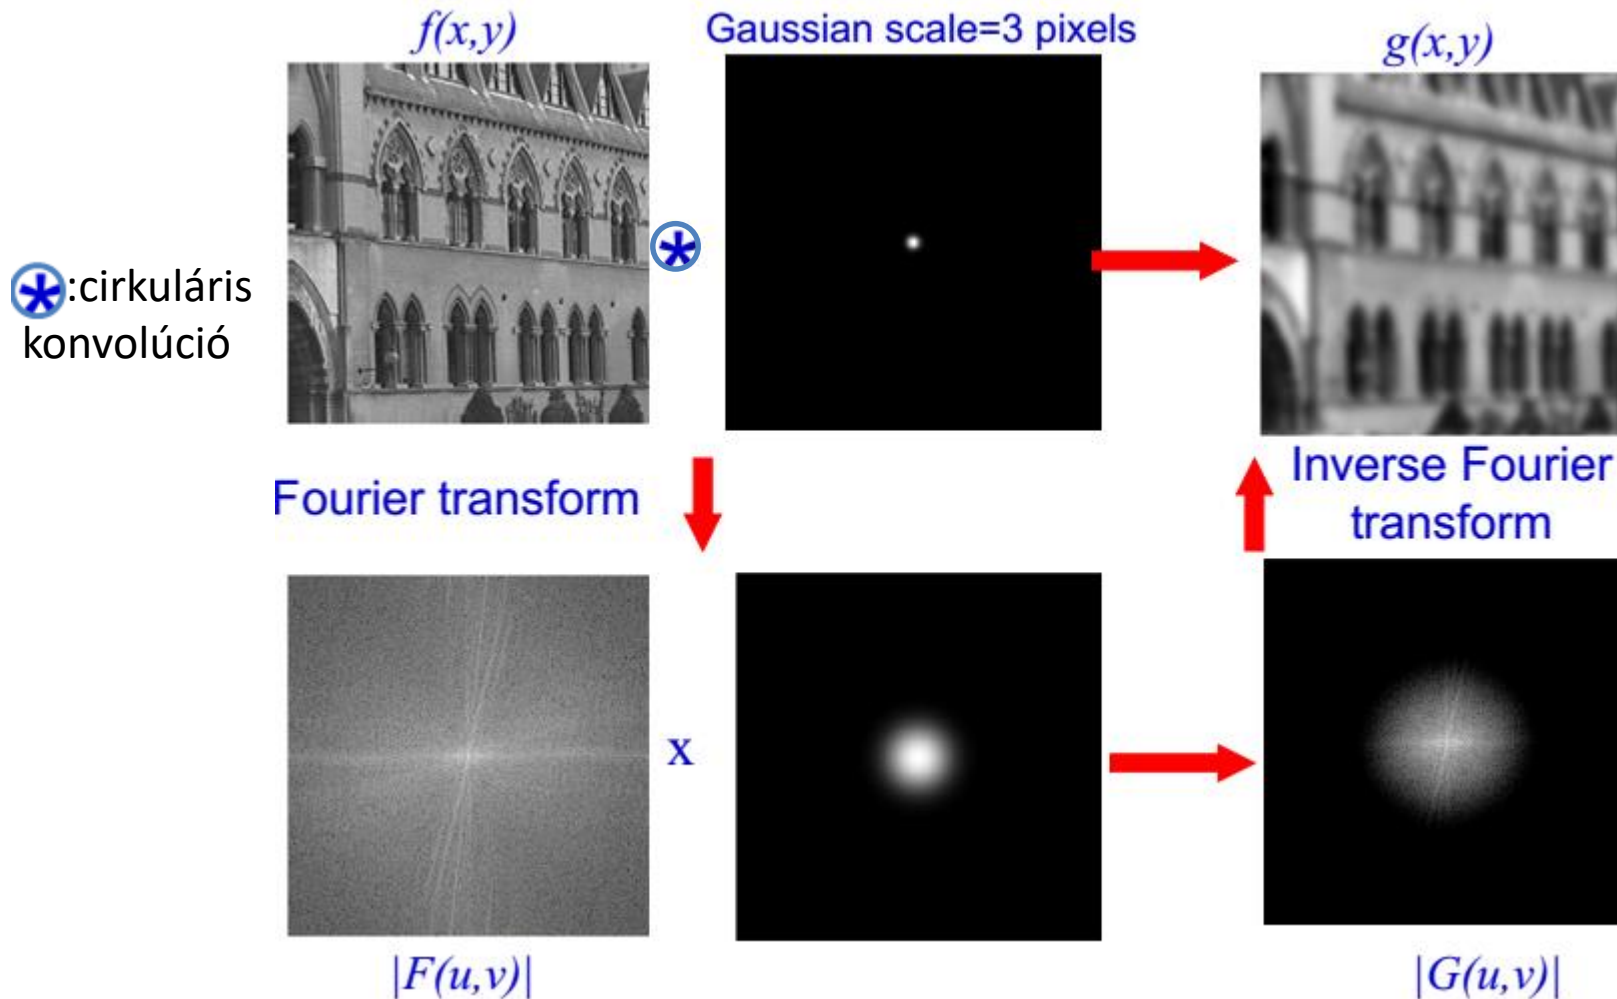 f(x,y)
Gaussian scale=3 pixels
g(x,y)
*
*:cirkuláris
konvolúció
Fourier transform
Inverse Fourier
transform
x
|F(u,v)|
|G(u,v)|